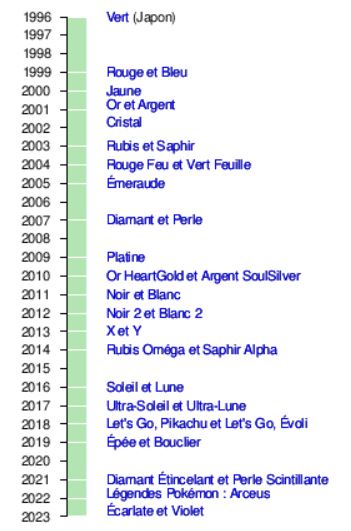 1996 Vert (Japon)
1997
1998
1999 Rouge et Bleu
2000 Jaune
2001 Or et Argent
2002 Cristal
2003 Rubis et Saphir
2004 Rouge Feu et Vert Feuille
2005 Émeraude
2006
2007 Diamant et Perle
2008
2009 Platine
2010 Or HeartGold et Argent SoulSilver
2011 Noir et Blanc
2012 Noir 2 et Blanc 2
2013 X et Y
2014 Rubis Oméga et Saphir Alpha
2015
2016 Soleil et Lune
2017 Ultra-Soleil et Ultra-Lune
2018 Let's Go, Pikachu et Let's Go, Évoli
2019 Épée et Bouclier
2020
2021 Diamant Étincelant et Perle Scintillante
2022 Légendes Pokémon : Arceus
2023 Écarlate et Violet